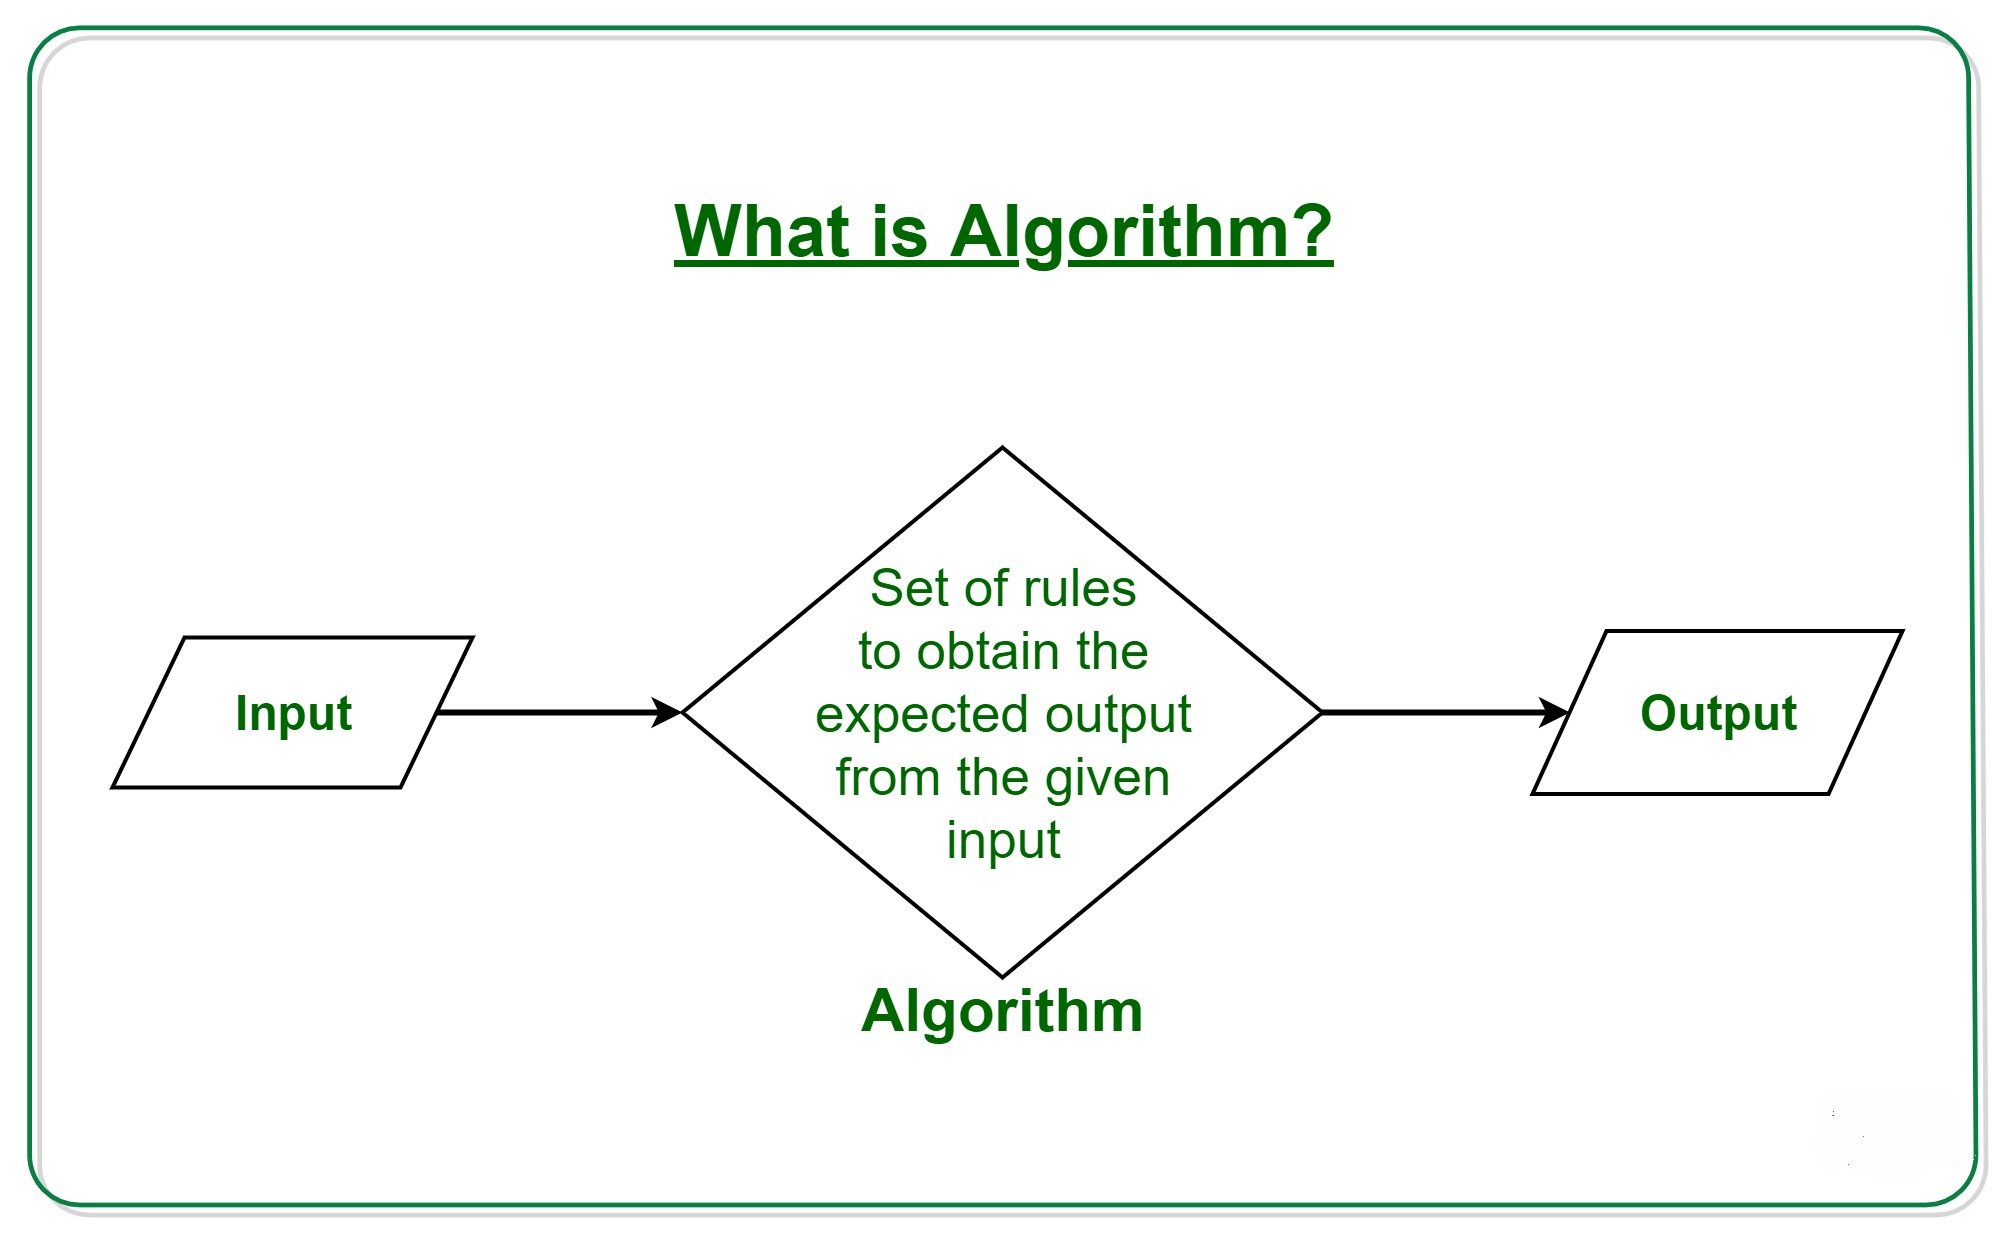 What is Algorithm?
Input
Set of rules
to obtain the
expected output
from the given
input
Output
Algorithm